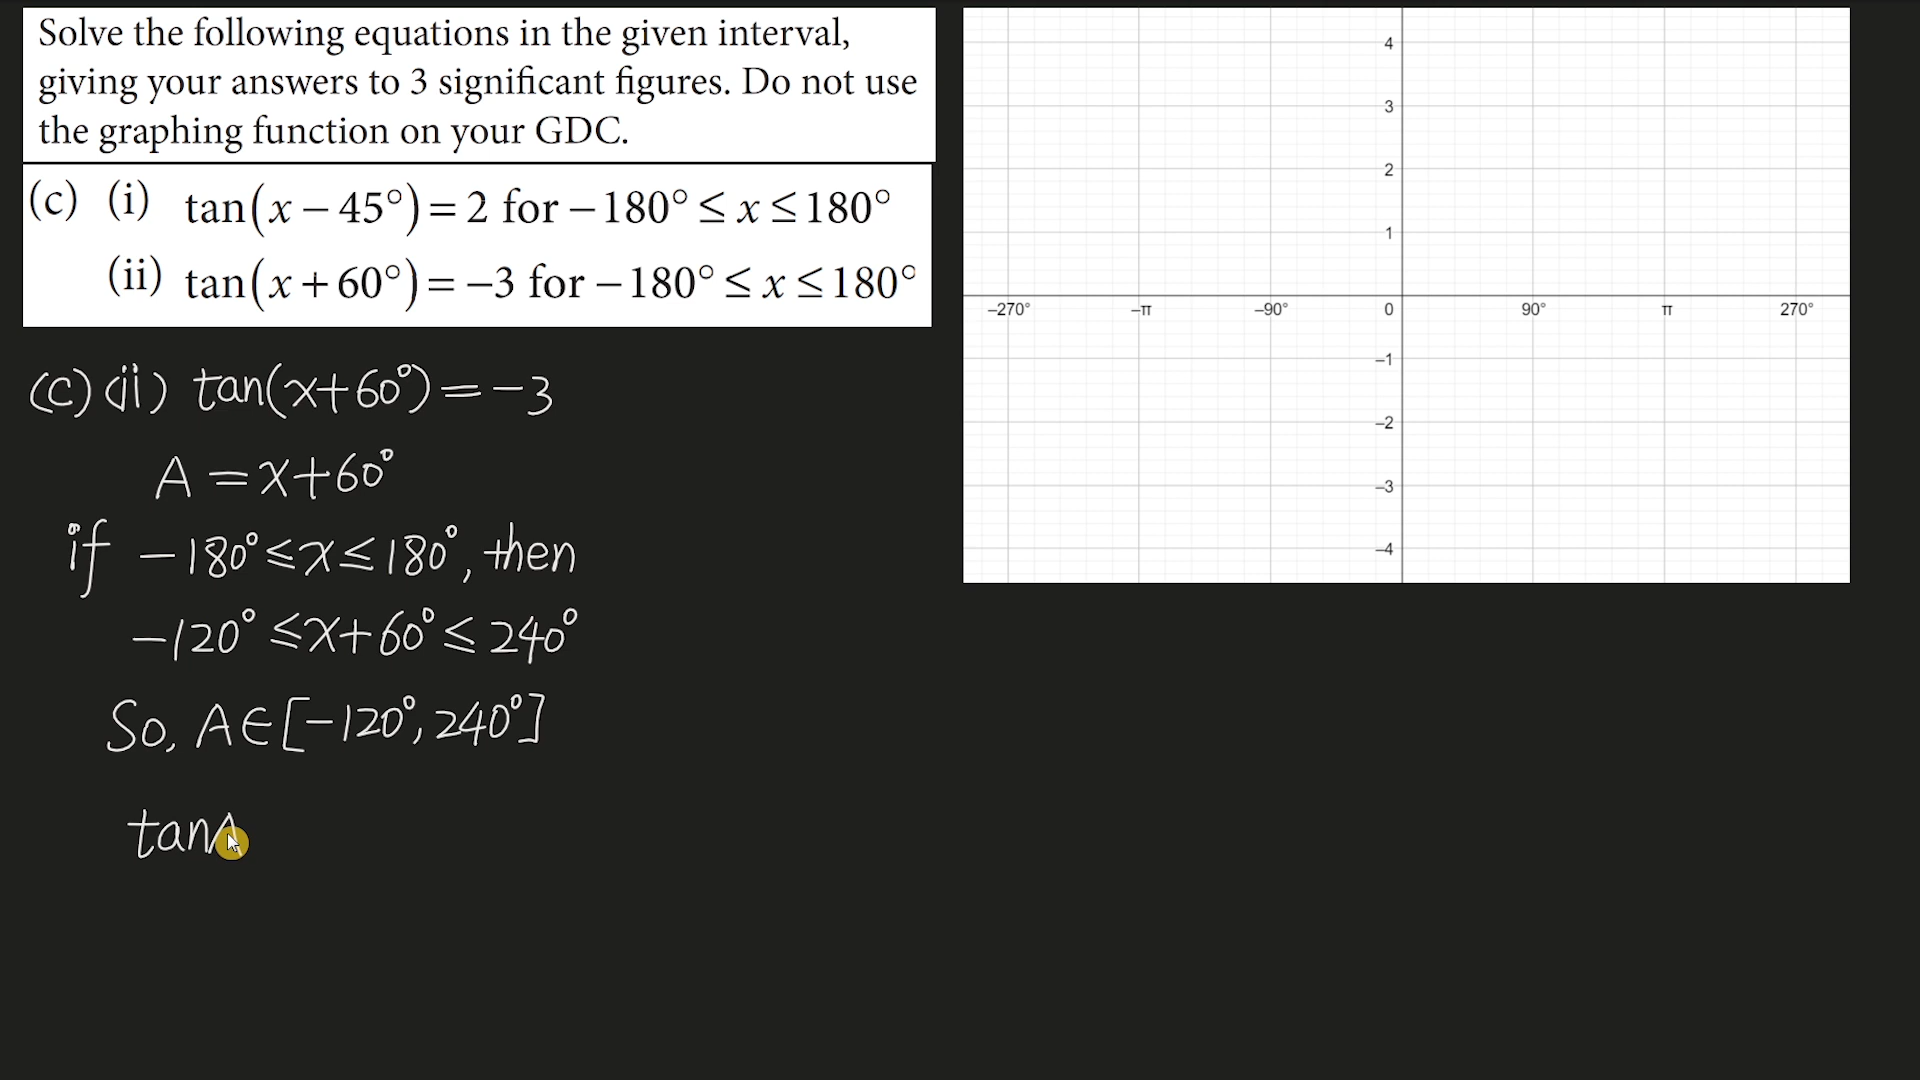 Solve the following equations in the given interval,
giving your answers to 3 significant figures. Do not use
the graphing function on your GDC.
(c) (i) tan(x − 45°) = 2 for −180° ≤ x ≤ 180°
(ii) tan(x + 60°) = −3 for −180° ≤ x ≤ 180°
(c)(ii) tan(x+60°)=−3
A=x+60°
if −180°≤x≤180°, then
−120°≤x+60°≤240°
So, A∈[−120°, 240°]
tanA
4
3
2
1
−270° −π −90° 0 90° π 270°
−1
−2
−3
−4